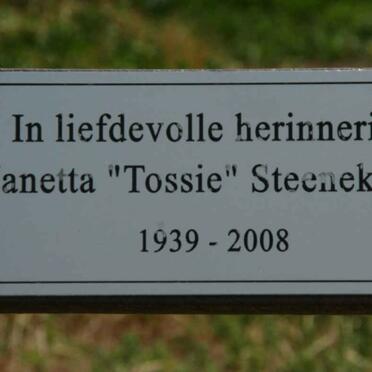 In liefdevolle herinneri
anetta "Tossie" Steenek
1939 - 2008